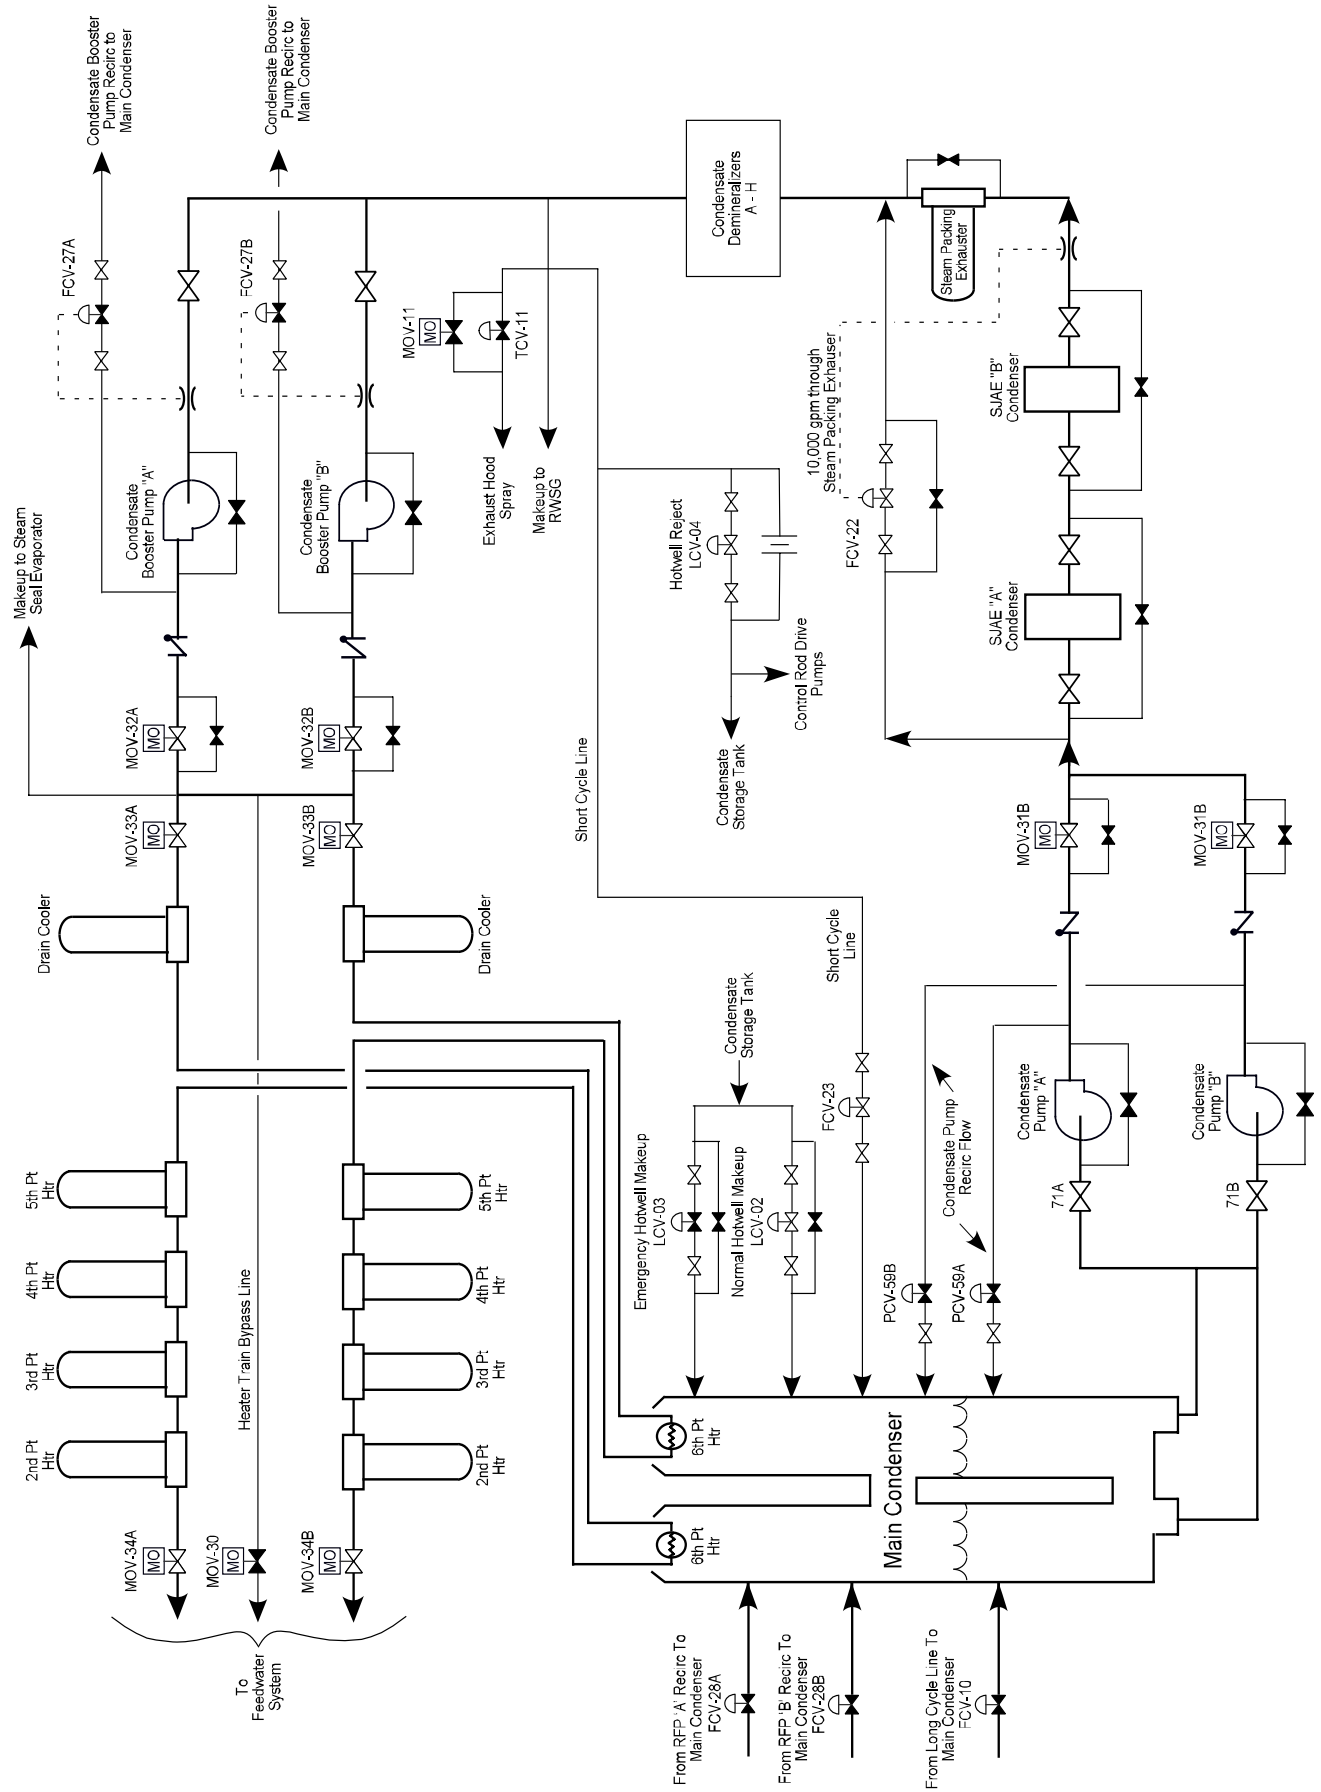 Condensate Booster
Pump Recirc to
Main Condenser
Condensate Booster
Pump Recirc to
Main Condenser
FCV-27A
FCV-27B
Condensate
Demineralizers
A - H
Steam Packing
Exhauster
MOV-11
MO
TCV-11
10,000 gpm through
Steam Packing Exhauser
SJAE "B"
Condenser
Makeup to Steam
Seal Evaporator
Condensate
Booster Pump "A"
Condensate
Booster Pump "B"
Exhaust Hood
Spray
Makeup to
RWSG
Hotwell Reject
LCV-04
FCV-22
SJAE "A"
Condenser
MOV-32A
MO
MOV-32B
MO
Control Rod Drive
Pumps
Condensate
Storage Tank
Short Cycle Line
MOV-33A
MO
MOV-33B
MO
MOV-31B
MO
MOV-31B
MO
Drain Cooler
Drain Cooler
Short Cycle
Line
Condensate
Storage Tank
FCV-23
Condensate Pump
Recirc Flow
Condensate
Pump "A"
Condensate
Pump "B"
71A
71B
5th Pt
Htr
4th Pt
Htr
3rd Pt
Htr
2nd Pt
Htr
Heater Train Bypass Line
5th Pt
Htr
4th Pt
Htr
3rd Pt
Htr
2nd Pt
Htr
Emergency Hotwell Makeup
LCV-03
Normal Hotwell Makeup
LCV-02
PCV-59B
PCV-59A
6th Pt
Htr
6th Pt
Htr
Main Condenser
MOV-34A
MO
MOV-30
MO
MOV-34B
MO
To
Feedwater
System
From RFP 'A' Recirc To
Main Condenser
FCV-28A
From RFP 'B' Recirc To
Main Condenser
FCV-28B
From Long Cycle Line To
Main Condenser
FCV-10